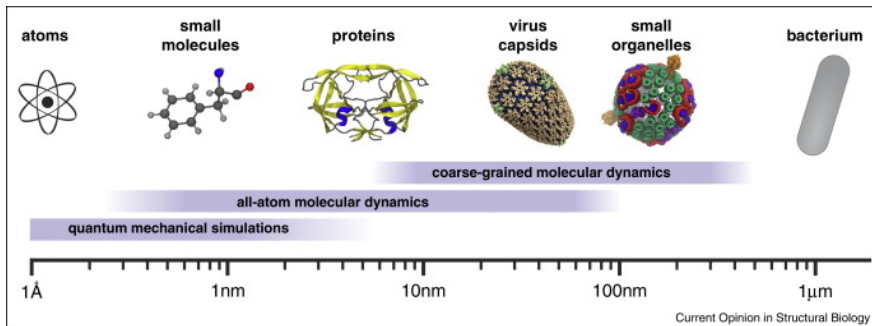 atoms
small
molecules
proteins
virus
capsids
small
organelles
bacterium
coarse-grained molecular dynamics
all-atom molecular dynamics
quantum mechanical simulations
1Å
1nm
10nm
100nm
1μm
Current Opinion in Structural Biology